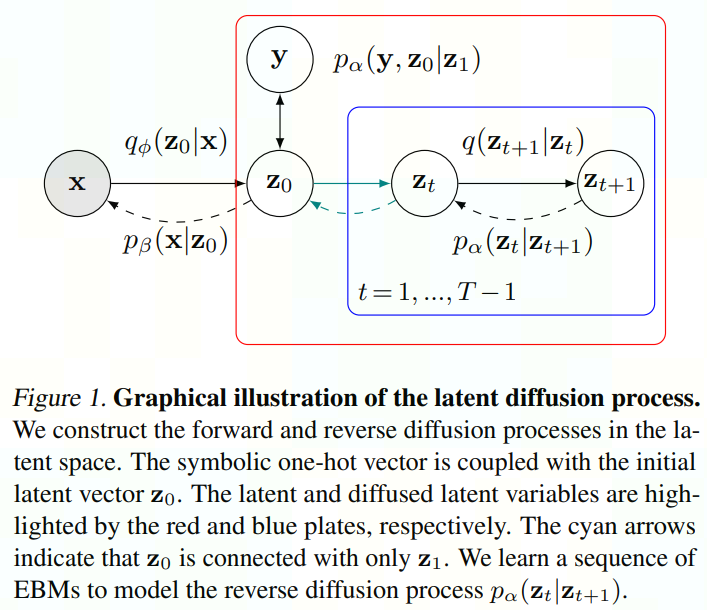 y
pα(y, z0|z1)
qϕ(z0|x)
q(zt+1|zt)
x
z0
zt
zt+1
pβ(x|z0)
pα(zt|zt+1)
t = 1, ..., T − 1
Figure 1. Graphical illustration of the latent diffusion process.
We construct the forward and reverse diffusion processes in the la-
tent space. The symbolic one-hot vector is coupled with the initial
latent vector z0. The latent and diffused latent variables are high-
lighted by the red and blue plates, respectively. The cyan arrows
indicate that z0 is connected with only z1. We learn a sequence of
EBMs to model the reverse diffusion process pα(zt|zt+1).